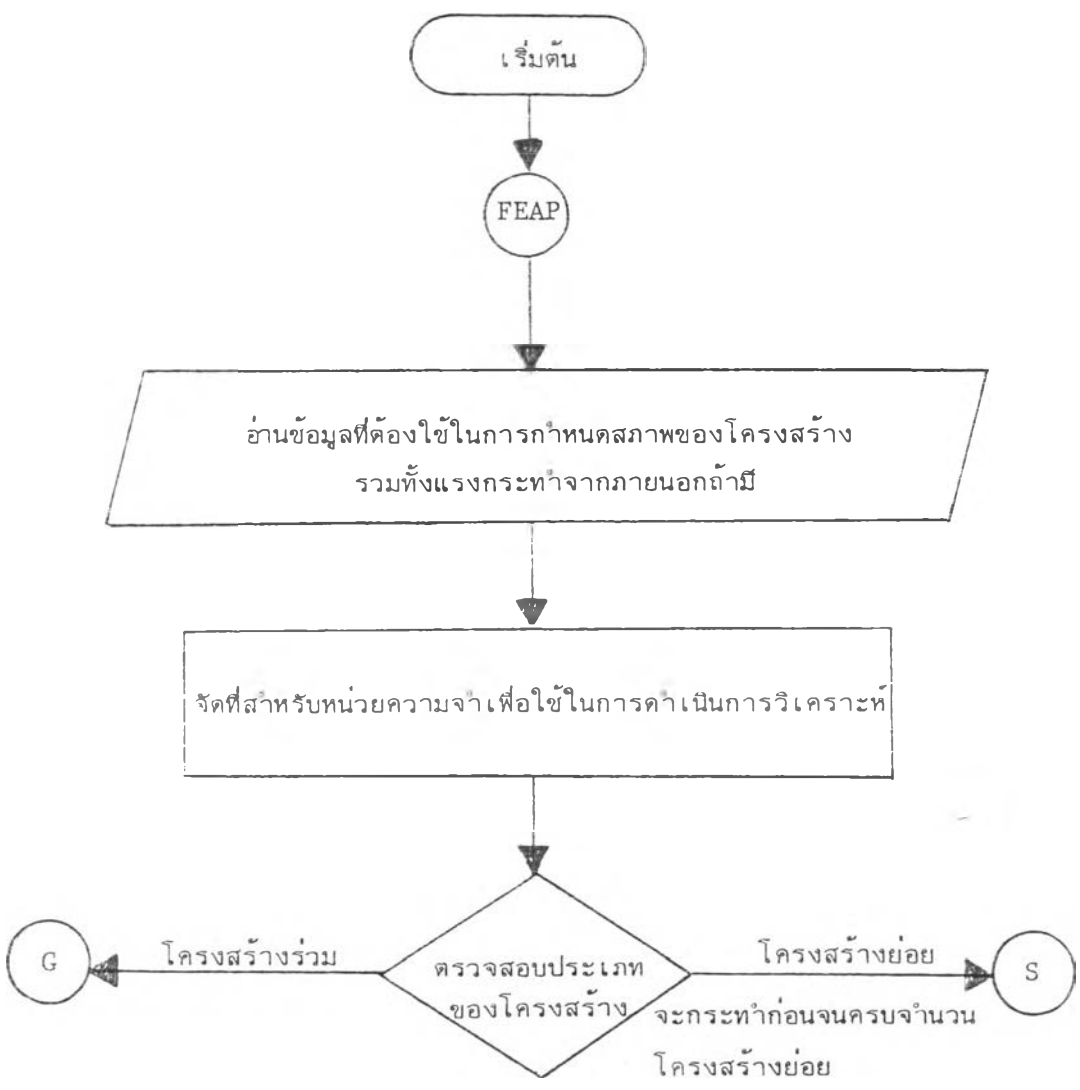 เริ่มต้น
FEAP
อ่านข้อมูลที่ต้องใช้ในการกำหนดสภาพของโครงสร้าง
รวมทั้งแรงกระทำจากภายนอกถ้ามี
จัดที่สำหรับหน่วยความจำเพื่อใช้ในการดำเนินการวิเคราะห์
G
โครงสร้างร่วม
ตรวจสอบประเภท
ของโครงสร้าง
โครงสร้างย่อย
S
จะกระทำก่อนจนครบจำนวน
โครงสร้างย่อย